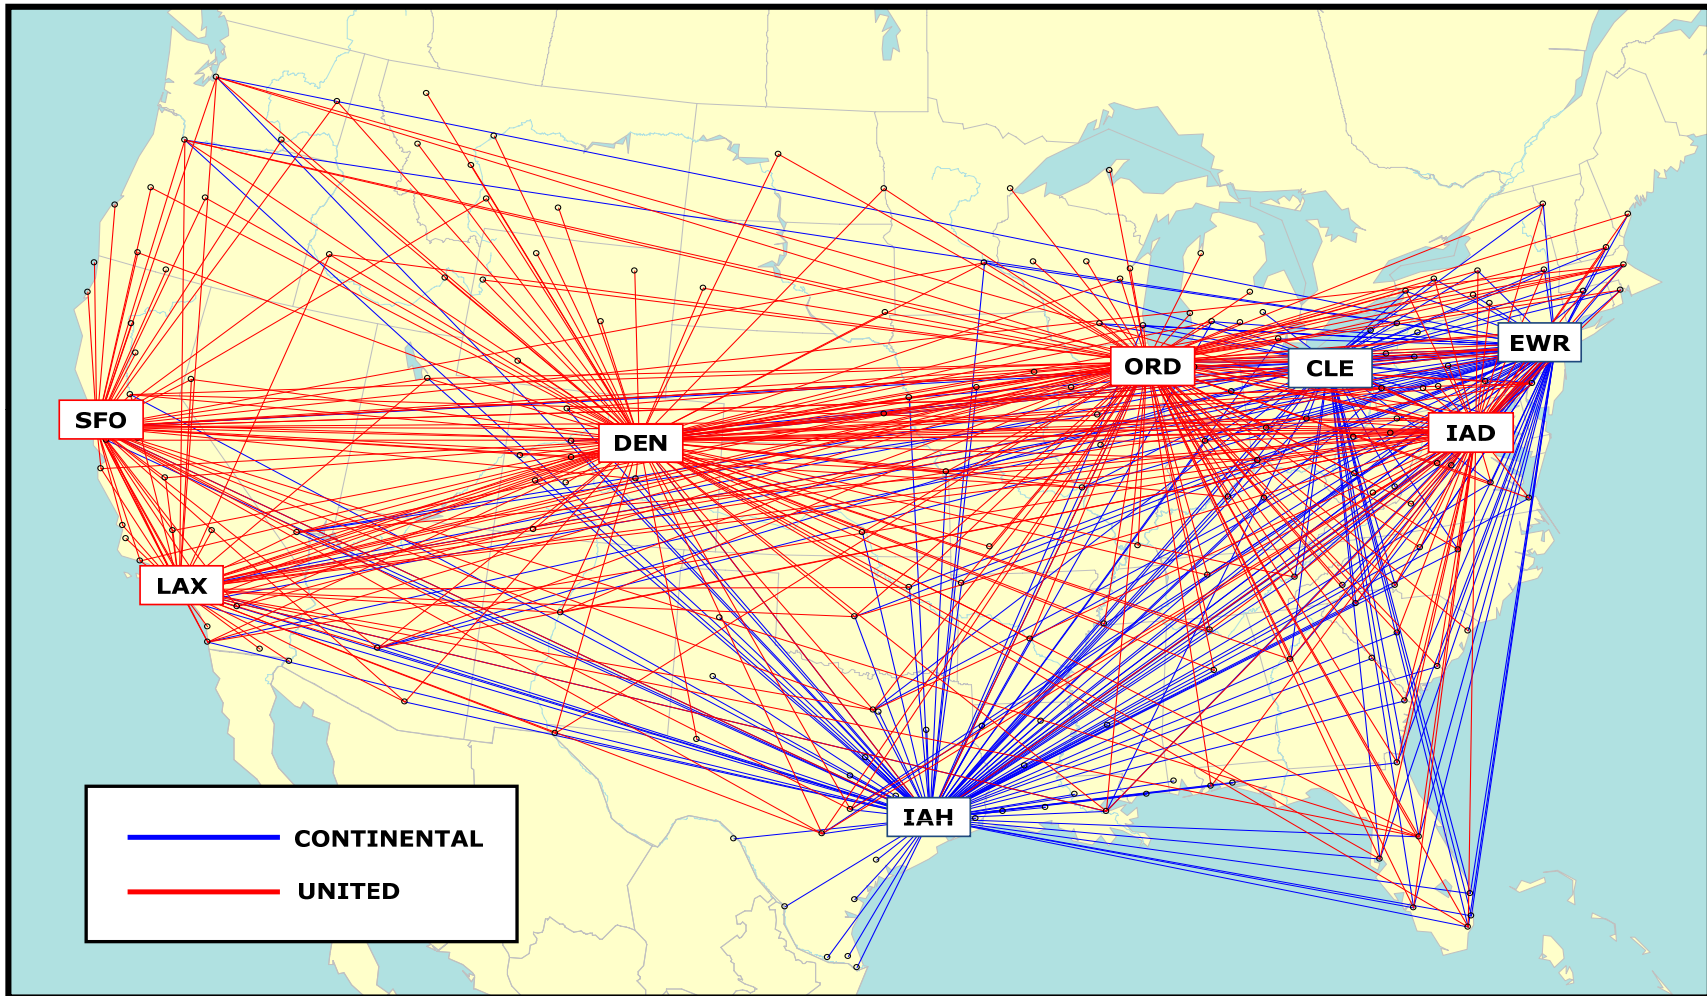 EWR
ORD
CLE
SFO
DEN
IAD
LAX
IAH
CONTINENTAL
UNITED